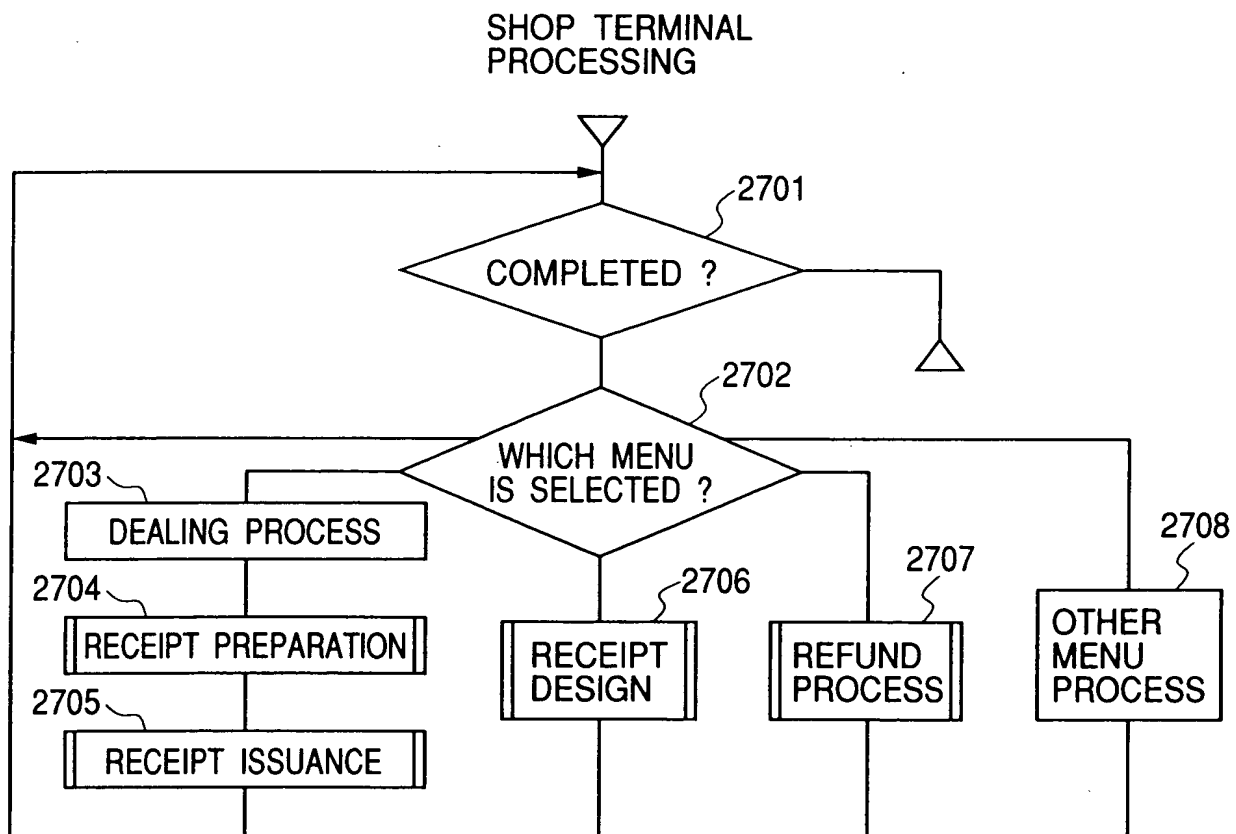 SHOP TERMINAL
PROCESSING
2701
COMPLETED ?
2702
WHICH MENU
IS SELECTED ?
2703
DEALING PROCESS
2704
RECEIPT PREPARATION
2705
RECEIPT ISSUANCE
2706
RECEIPT
DESIGN
2707
REFUND
PROCESS
2708
OTHER
MENU
PROCESS